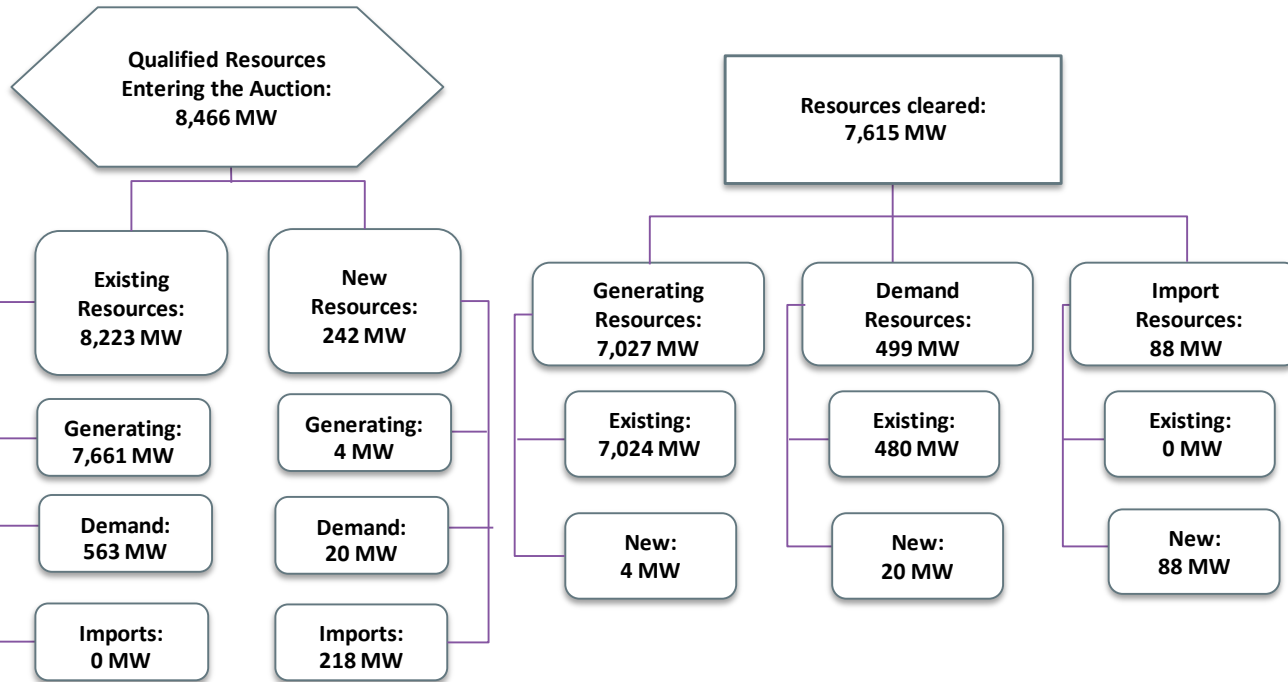 Qualified Resources
Entering the Auction:
8,466 MW
Existing
Resources:
8,223 MW
Generating:
7,661 MW
Demand:
563 MW
Imports:
0 MW
New
Resources:
242 MW
Generating:
4 MW
Demand:
20 MW
Imports:
218 MW
Resources cleared:
7,615 MW
Generating
Resources:
7,027 MW
Existing:
7,024 MW
New:
4 MW
Demand
Resources:
499 MW
Existing:
480 MW
New:
20 MW
Import
Resources:
88 MW
Existing:
0 MW
New:
88 MW